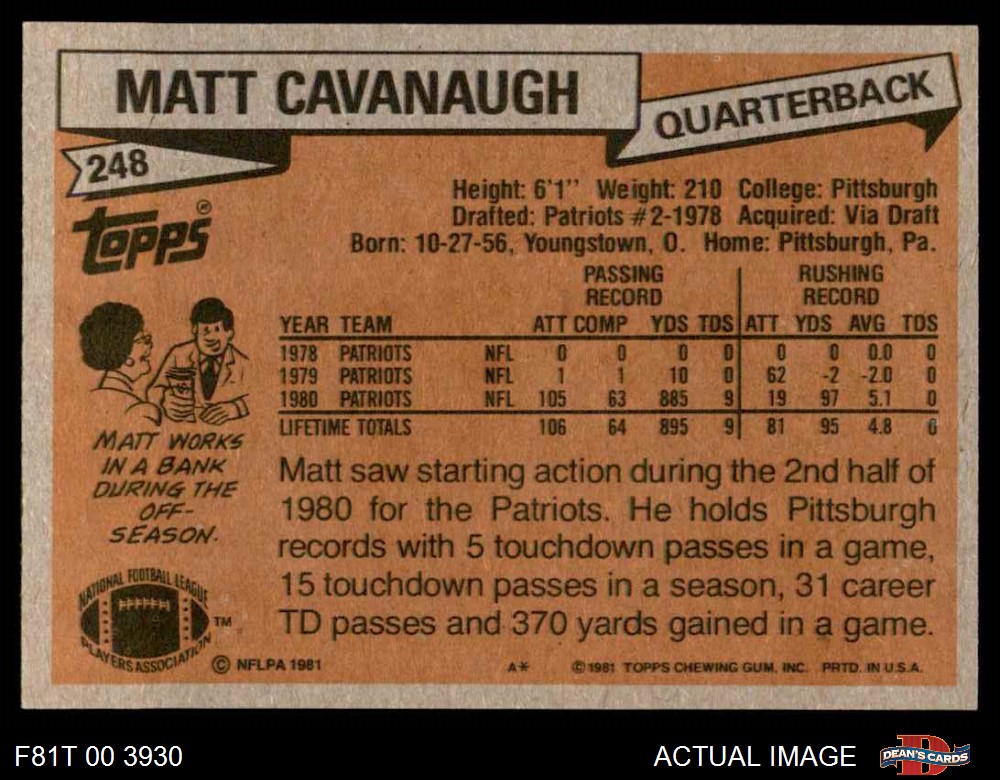 MATT CAVANAUGH
QUARTERBACK
248
Topps®
Height: 6'1" Weight: 210 College: Pittsburgh
Drafted: Patriots #2-1978 Acquired: Via Draft
Born: 10-27-56, Youngstown, O. Home: Pittsburgh, Pa.
PASSING RECORD RUSHING RECORD
YEAR TEAM ATT COMP YDS TDS ATT YDS AVG TDS
1978 PATRIOTS NFL 0 0 0 0 0 0 0.0 0
1979 PATRIOTS NFL 1 1 10 0 62 -2 -2.0 0
1980 PATRIOTS NFL 105 63 885 9 19 97 5.1 0
LIFETIME TOTALS 106 64 895 9 81 95 4.8 6
MATT WORKS
IN A BANK
DURING THE
OFF-
SEASON.
Matt saw starting action during the 2nd half of
1980 for the Patriots. He holds Pittsburgh
records with 5 touchdown passes in a game,
15 touchdown passes in a season, 31 career
TD passes and 370 yards gained in a game.
NATIONAL FOOTBALL LEAGUE
PLAYERS ASSOCIATION
TM
© NFLPA 1981 A* © 1981 TOPPS CHEWING GUM, INC. PRTD. IN U.S.A.
F81T 00 3930 ACTUAL IMAGE DEAN'S CARDS